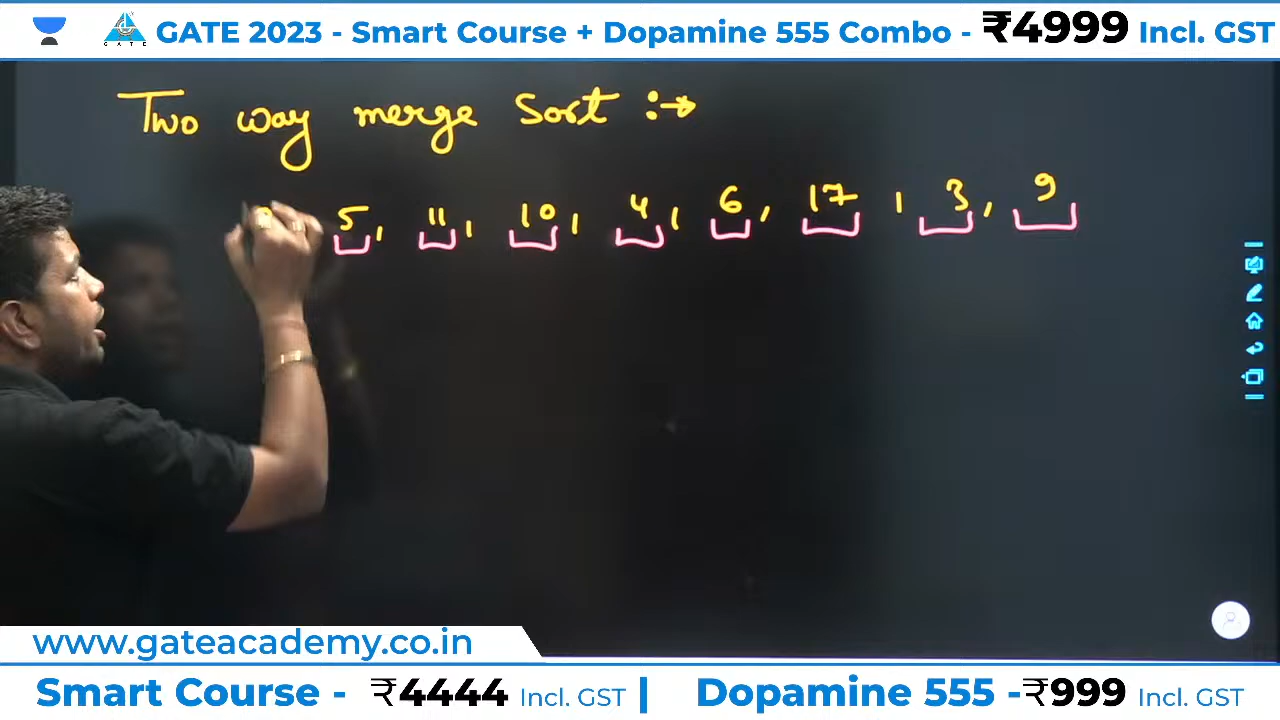 GATE 2023 - Smart Course + Dopamine 555 Combo - ₹4999 Incl. GST
GATE
Two way merge Sort :→
5, 11, 10, 4, 6, 17, 3, 9
www.gateacademy.co.in
Smart Course - ₹4444 Incl. GST | Dopamine 555 -₹999 Incl. GST